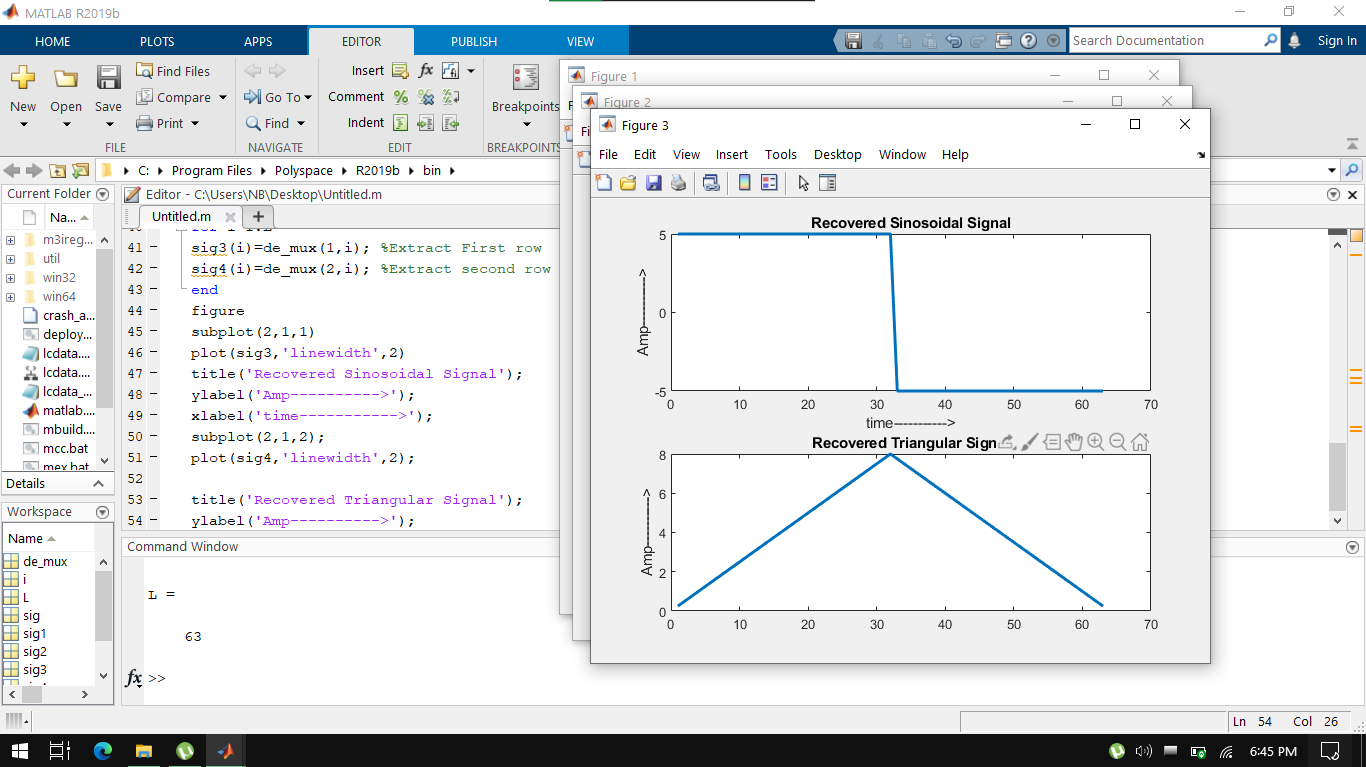 MATLAB R2019b
HOME PLOTS APPS EDITOR PUBLISH VIEW
Search Documentation
Sign In
New Open Save
Find Files
Compare
Print
FILE
Go To
Find
NAVIGATE
Insert
Comment
Indent
EDIT
Breakpoints
BREAKPOINTS
C: Program Files Polyspace R2019b bin
Current Folder
Na...
m3ireg...
util
win32
win64
crash_a...
deploy...
lcdata....
lcdata....
lcdata_...
matlab....
mbuild....
mcc.bat
mex.bat
Details
Workspace
Name
de_mux
i
L
sig
sig1
sig2
sig3
Editor - C:\Users\NB\Desktop\Untitled.m
Untitled.m
41 – sig3(i)=de_mux(1,i); %Extract First row
42 – sig4(i)=de_mux(2,i); %Extract second row
43 – end
44 – figure
45 – subplot(2,1,1)
46 – plot(sig3,'linewidth',2)
47 – title('Recovered Sinosoidal Signal');
48 – ylabel('Amp---------->');
49 – xlabel('time----------->');
50 – subplot(2,1,2);
51 – plot(sig4,'linewidth',2);
52
53 – title('Recovered Triangular Signal');
54 – ylabel('Amp---------->');
Command Window
L =
63
fx >>
Figure 1
Figure 2
Figure 3
File Edit View Insert Tools Desktop Window Help
Recovered Sinosoidal Signal
Amp---------->
5
0
-5
0 10 20 30 40 50 60 70
time---------->
Recovered Triangular Sign
Amp---------->
8
6
4
2
0
0 10 20 30 40 50 60 70
Ln 54 Col 26
6:45 PM